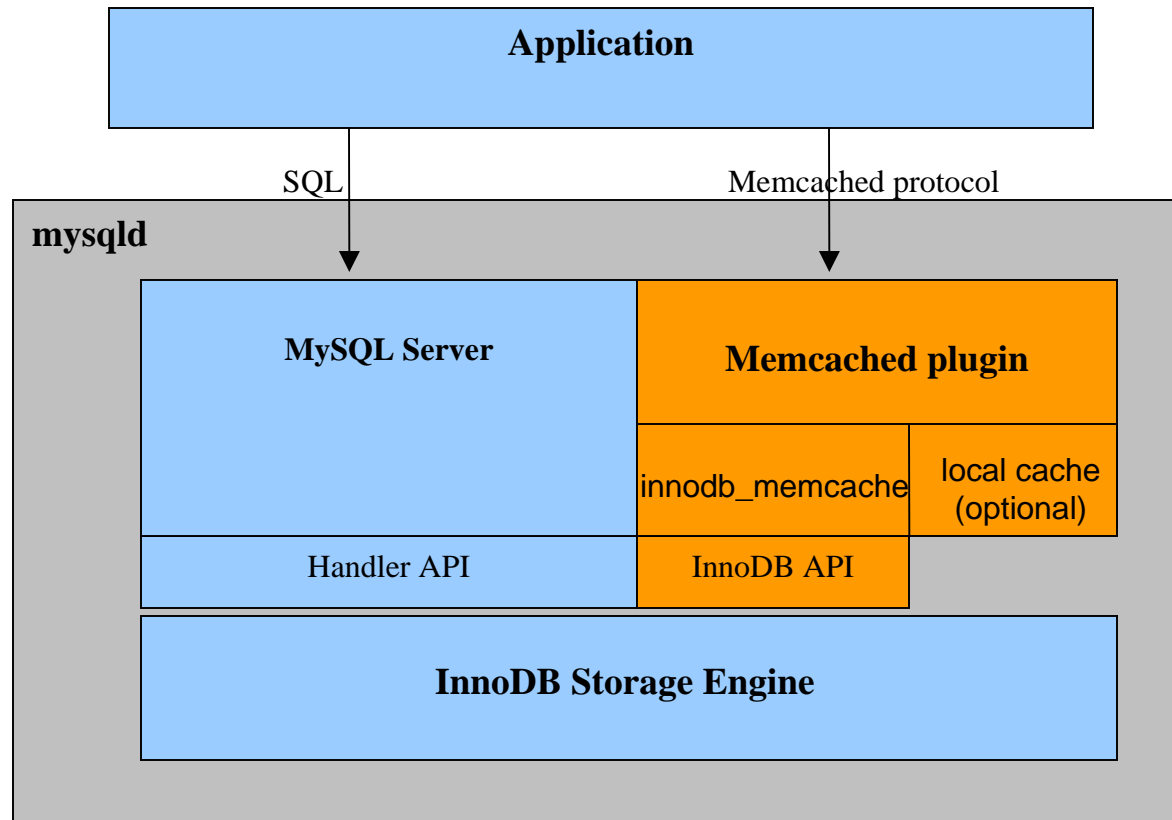 Application
SQL
Memcached protocol
mysqld
MySQL Server
Memcached plugin
innodb_memcache
local cache
(optional)
Handler API
InnoDB API
InnoDB Storage Engine